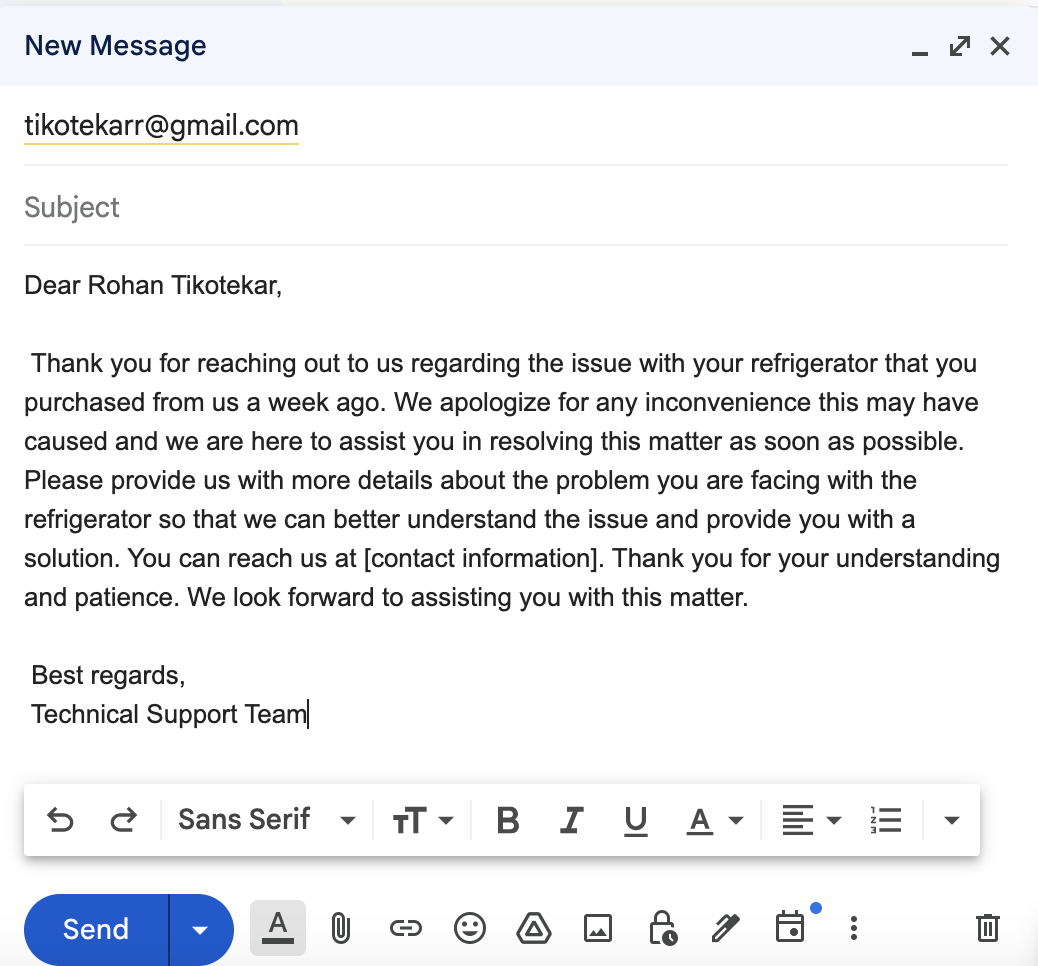 New Message
tikotekarr@gmail.com
Subject
Dear Rohan Tikotekar,
Thank you for reaching out to us regarding the issue with your refrigerator that you
purchased from us a week ago. We apologize for any inconvenience this may have
caused and we are here to assist you in resolving this matter as soon as possible.
Please provide us with more details about the problem you are facing with the
refrigerator so that we can better understand the issue and provide you with a
solution. You can reach us at [contact information]. Thank you for your understanding
and patience. We look forward to assisting you with this matter.
Best regards,
Technical Support Team
Sans Serif TT B I U A 1 2 3
Send A